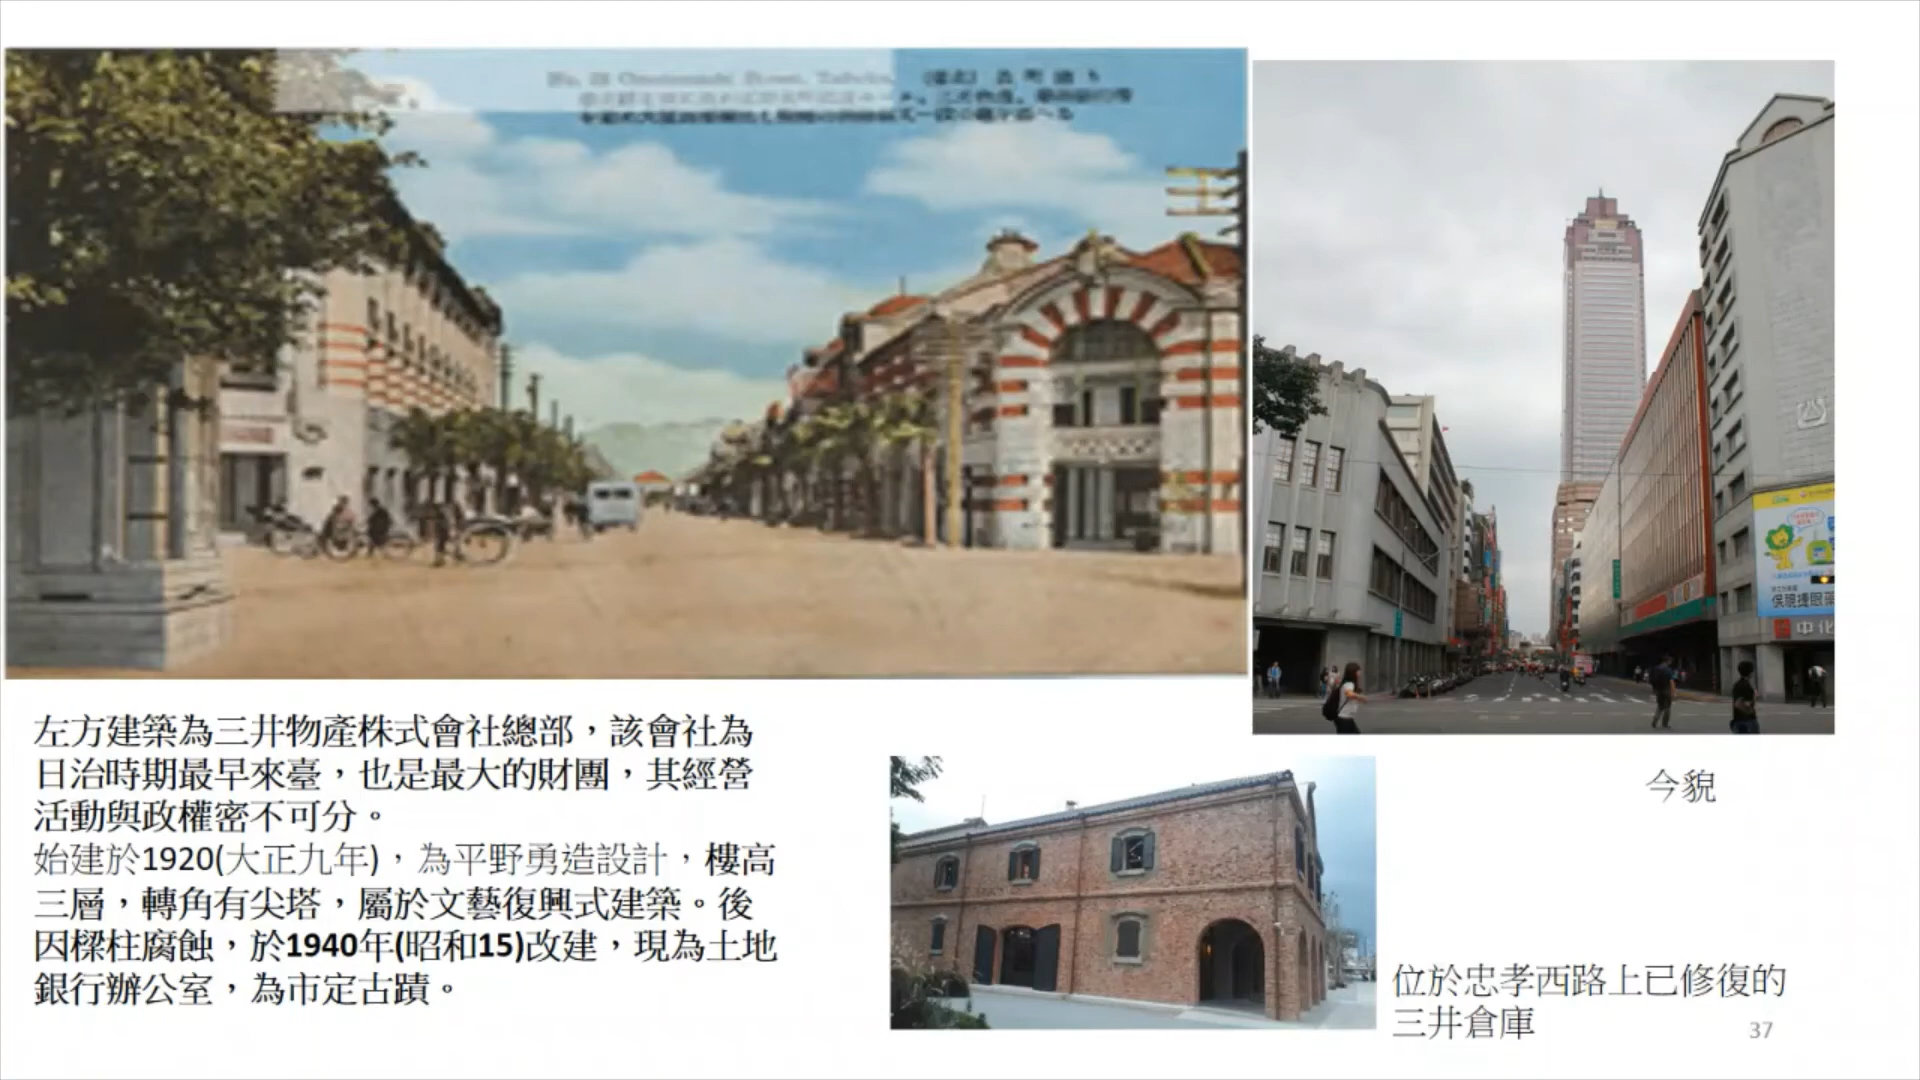 左方建築為三井物產株式會社總部，該會社為
日治時期最早來臺，也是最大的財團，其經營
活動與政權密不可分。
始建於1920(大正九年)，為平野勇造設計，樓高
三層，轉角有尖塔，屬於文藝復興式建築。後
因樑柱腐蝕，於1940年(昭和15)改建，現為土地
銀行辦公室，為市定古蹟。
今貌
位於忠孝西路上已修復的
三井倉庫
37
中化